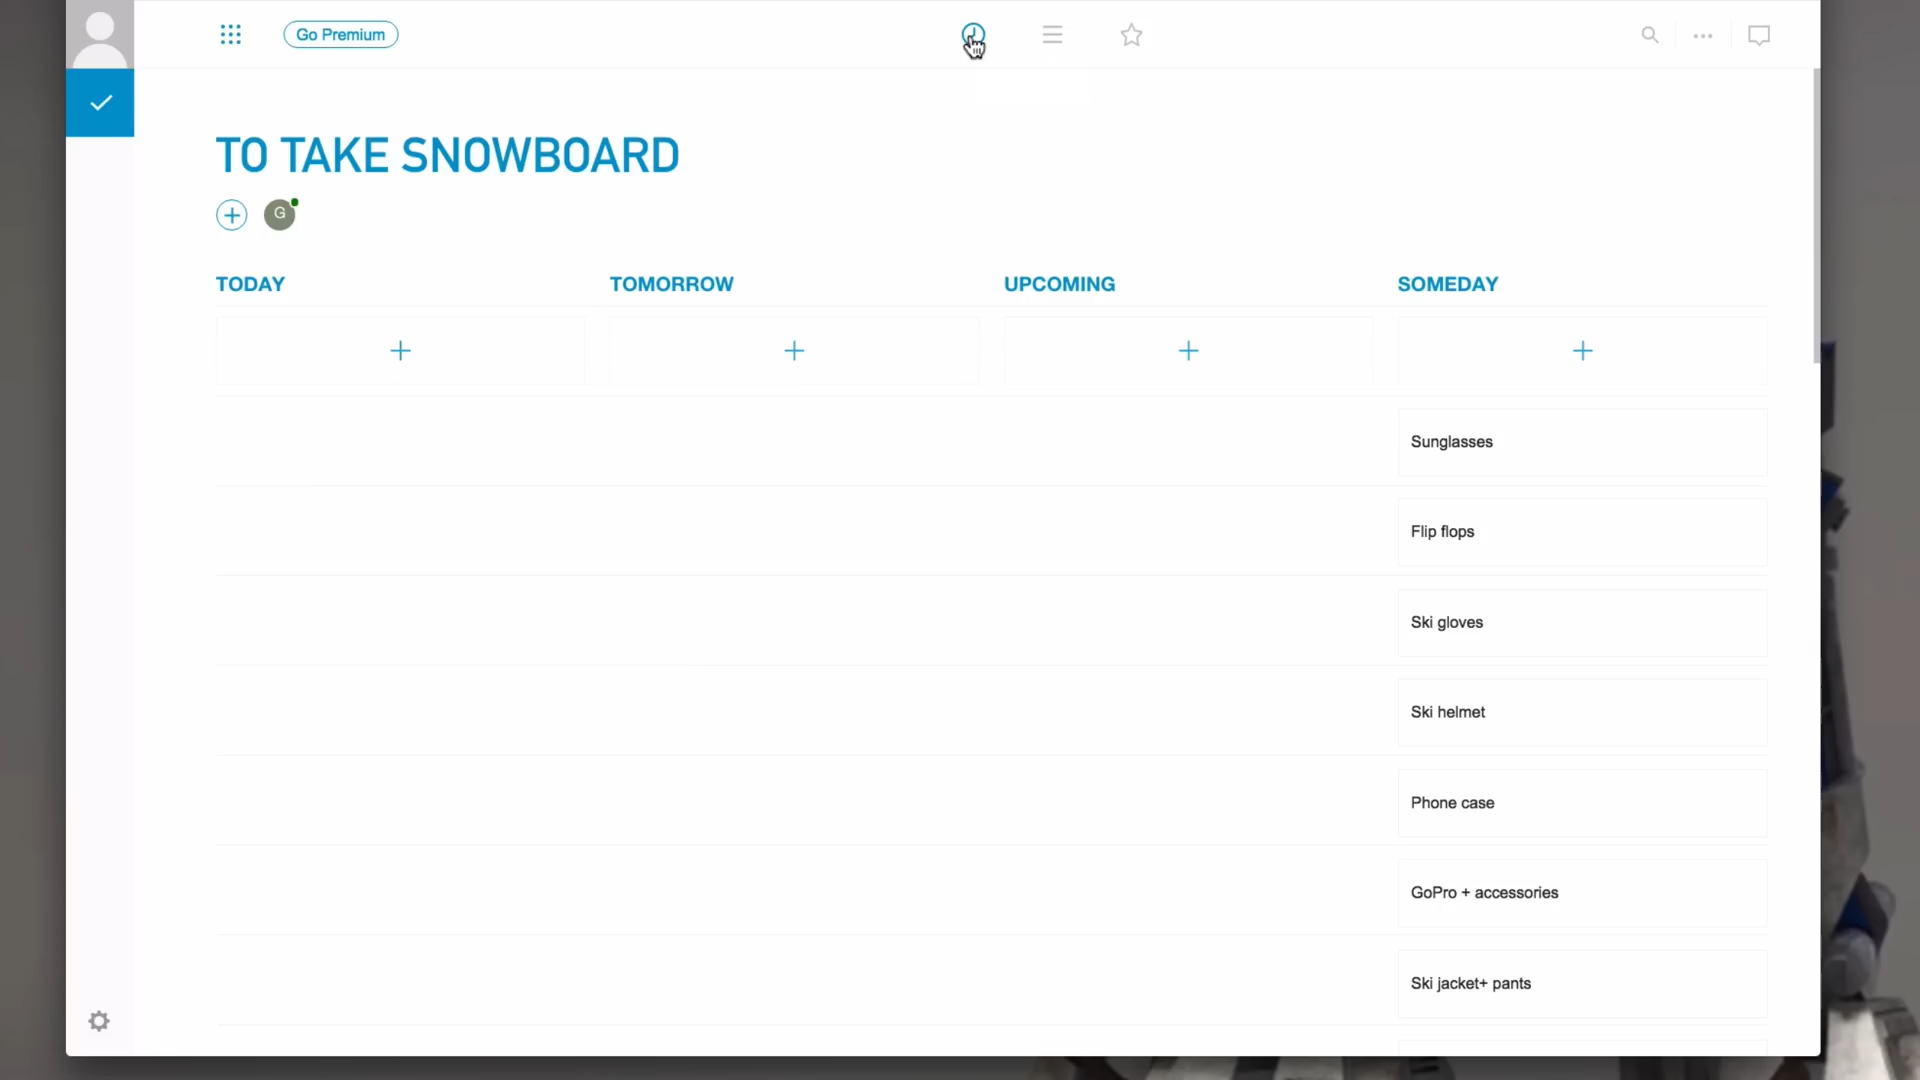 Go Premium
TO TAKE SNOWBOARD
G
TODAY
TOMORROW
UPCOMING
SOMEDAY
Sunglasses
Flip flops
Ski gloves
Ski helmet
Phone case
GoPro + accessories
Ski jacket+ pants